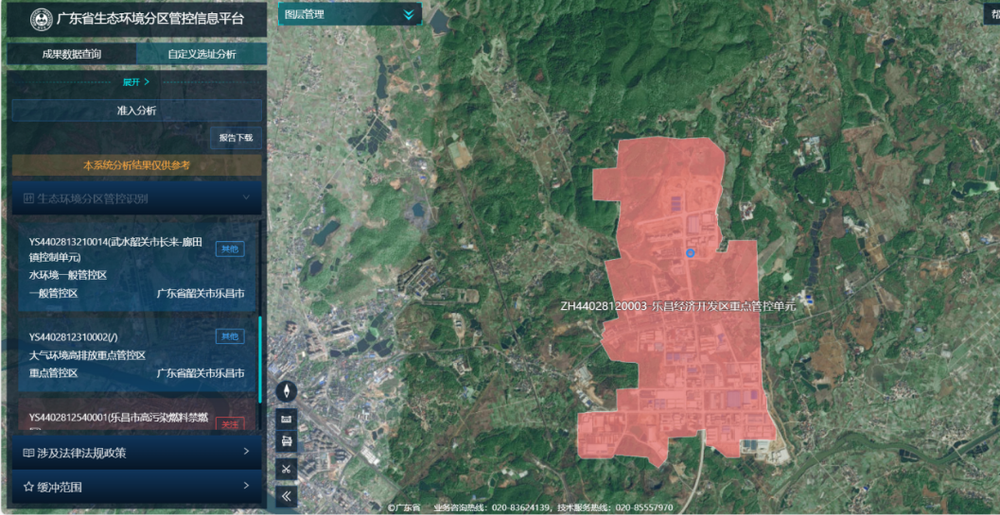 广东省生态环境分区管控信息平台
图层管理
帮
成果数据查询
自定义选址分析
展开 >
准入分析
报告下载
本系统分析结果仅供参考
生态环境分区管控识别
YS4402813210014(武水韶关市长来-廊田
镇控制单元)
其他
水环境一般管控区
一般管控区
广东省韶关市乐昌市
YS4402812310002(/)
其他
大气环境高排放重点管控区
重点管控区
广东省韶关市乐昌市
YS4402812540001(乐昌市高污染燃料禁燃
关注
涉及法律法规政策
缓冲范围
ZH44028120003 乐昌经济开发区重点管控单元
©广东省 业务咨询热线：020-83624139，技术服务热线：020-85557970